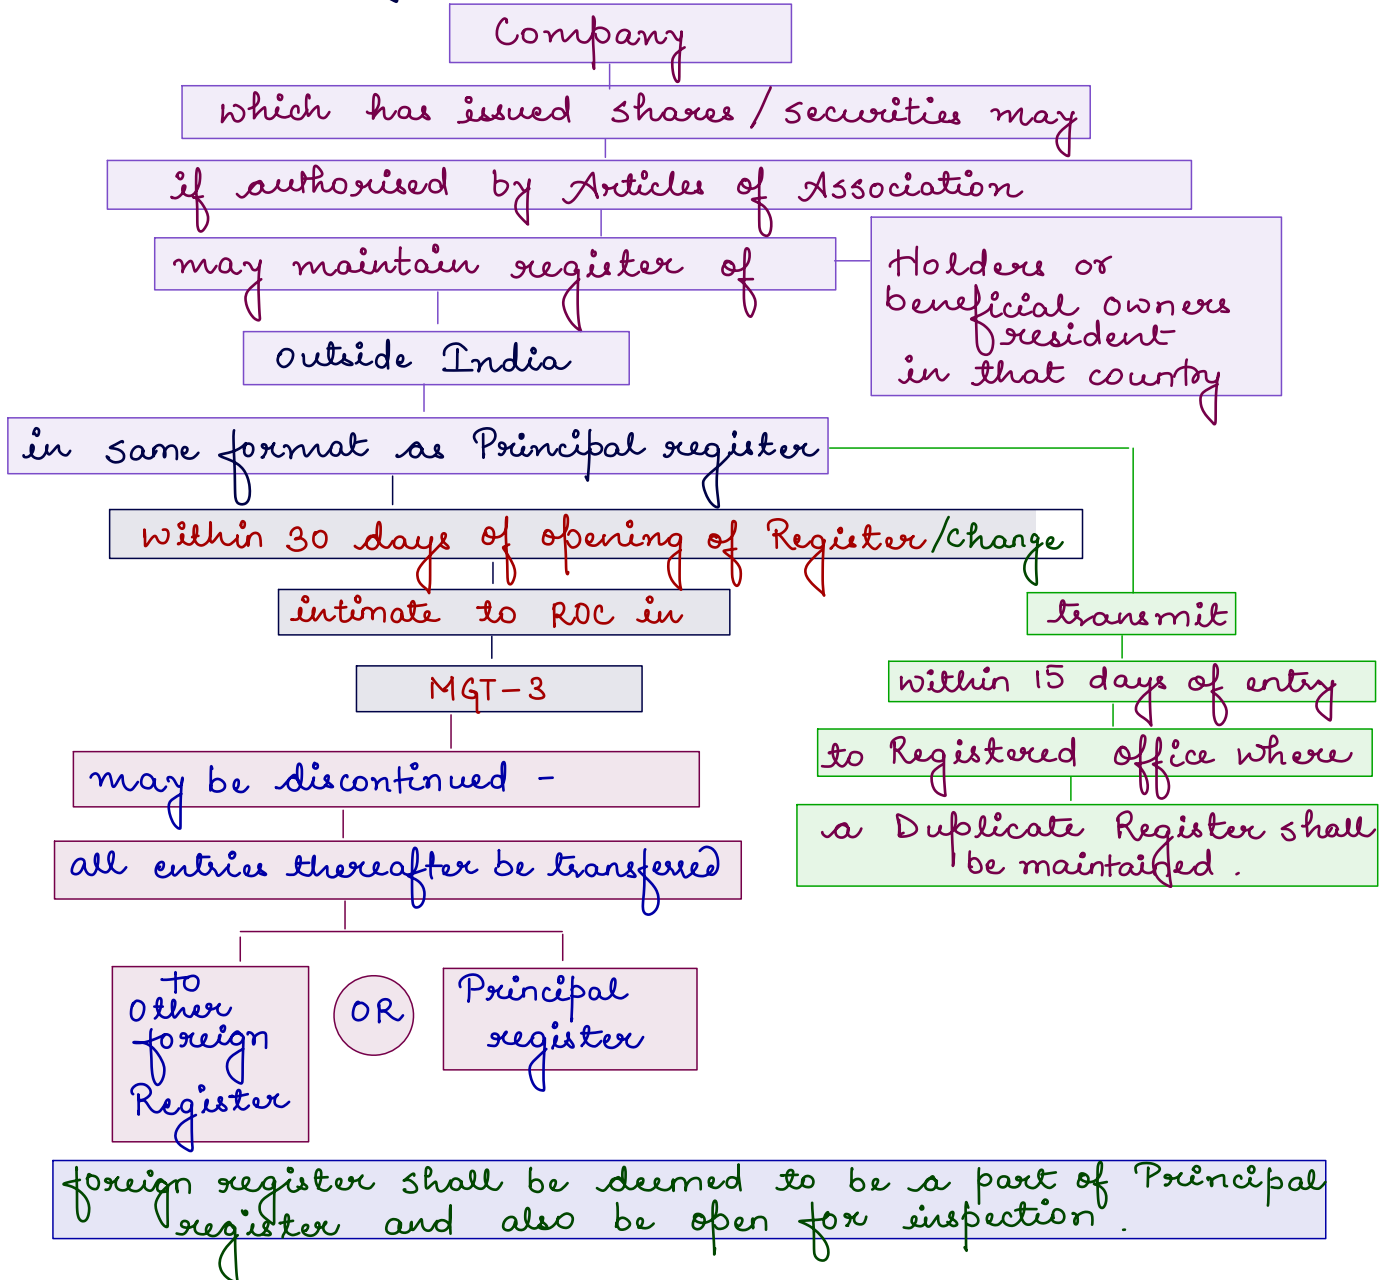 Company
which has issued shares / securities may
if authorised by Articles of Association
may maintain register of
Holders or
beneficial owners
resident
in that country
outside India
in same format as Principal register
within 30 days of opening of Register/Change
intimate to ROC in
MGT-3
may be discontinued -
all entries thereafter be transferred
to
Other
foreign
Register
OR
Principal
register
transmit
within 15 days of entry
to Registered office where
a Duplicate Register shall
be maintained.
foreign register shall be deemed to be a part of Principal
register and also be open for inspection.